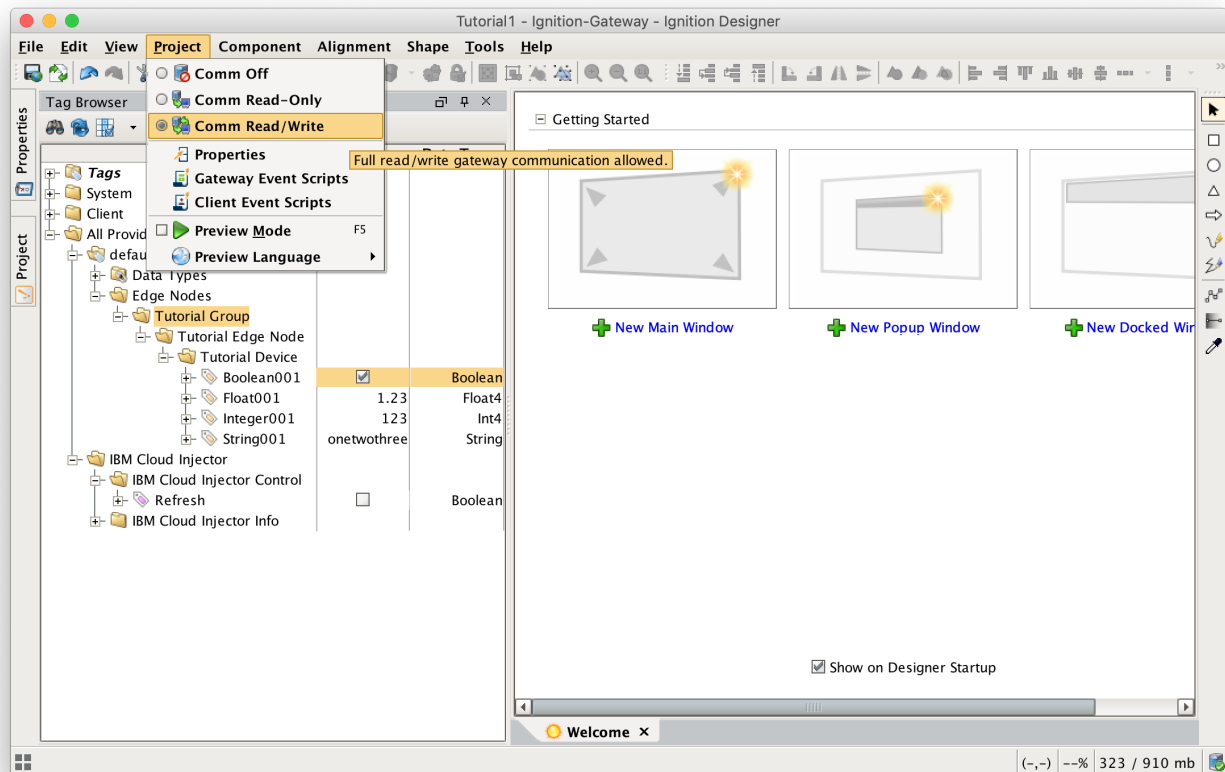 Tutorial1 - Ignition-Gateway - Ignition Designer
File Edit View Project Component Alignment Shape Tools Help
Comm Off
Comm Read-Only
Comm Read/Write
Properties
Gateway Event Scripts
Client Event Scripts
Preview Mode F5
Preview Language
Full read/write gateway communication allowed.
Properties
Project
Tag Browser
Tags
System
Client
All Provid
defau
Data Types
Edge Nodes
Tutorial Group
Tutorial Edge Node
Tutorial Device
Boolean001 Boolean
Float001 1.23 Float4
Integer001 123 Int4
String001 onetwothree String
IBM Cloud Injector
IBM Cloud Injector Control
Refresh Boolean
IBM Cloud Injector Info
Getting Started
New Main Window
New Popup Window
New Docked Win
Show on Designer Startup
Welcome
(-,-) --% 323 / 910 mb